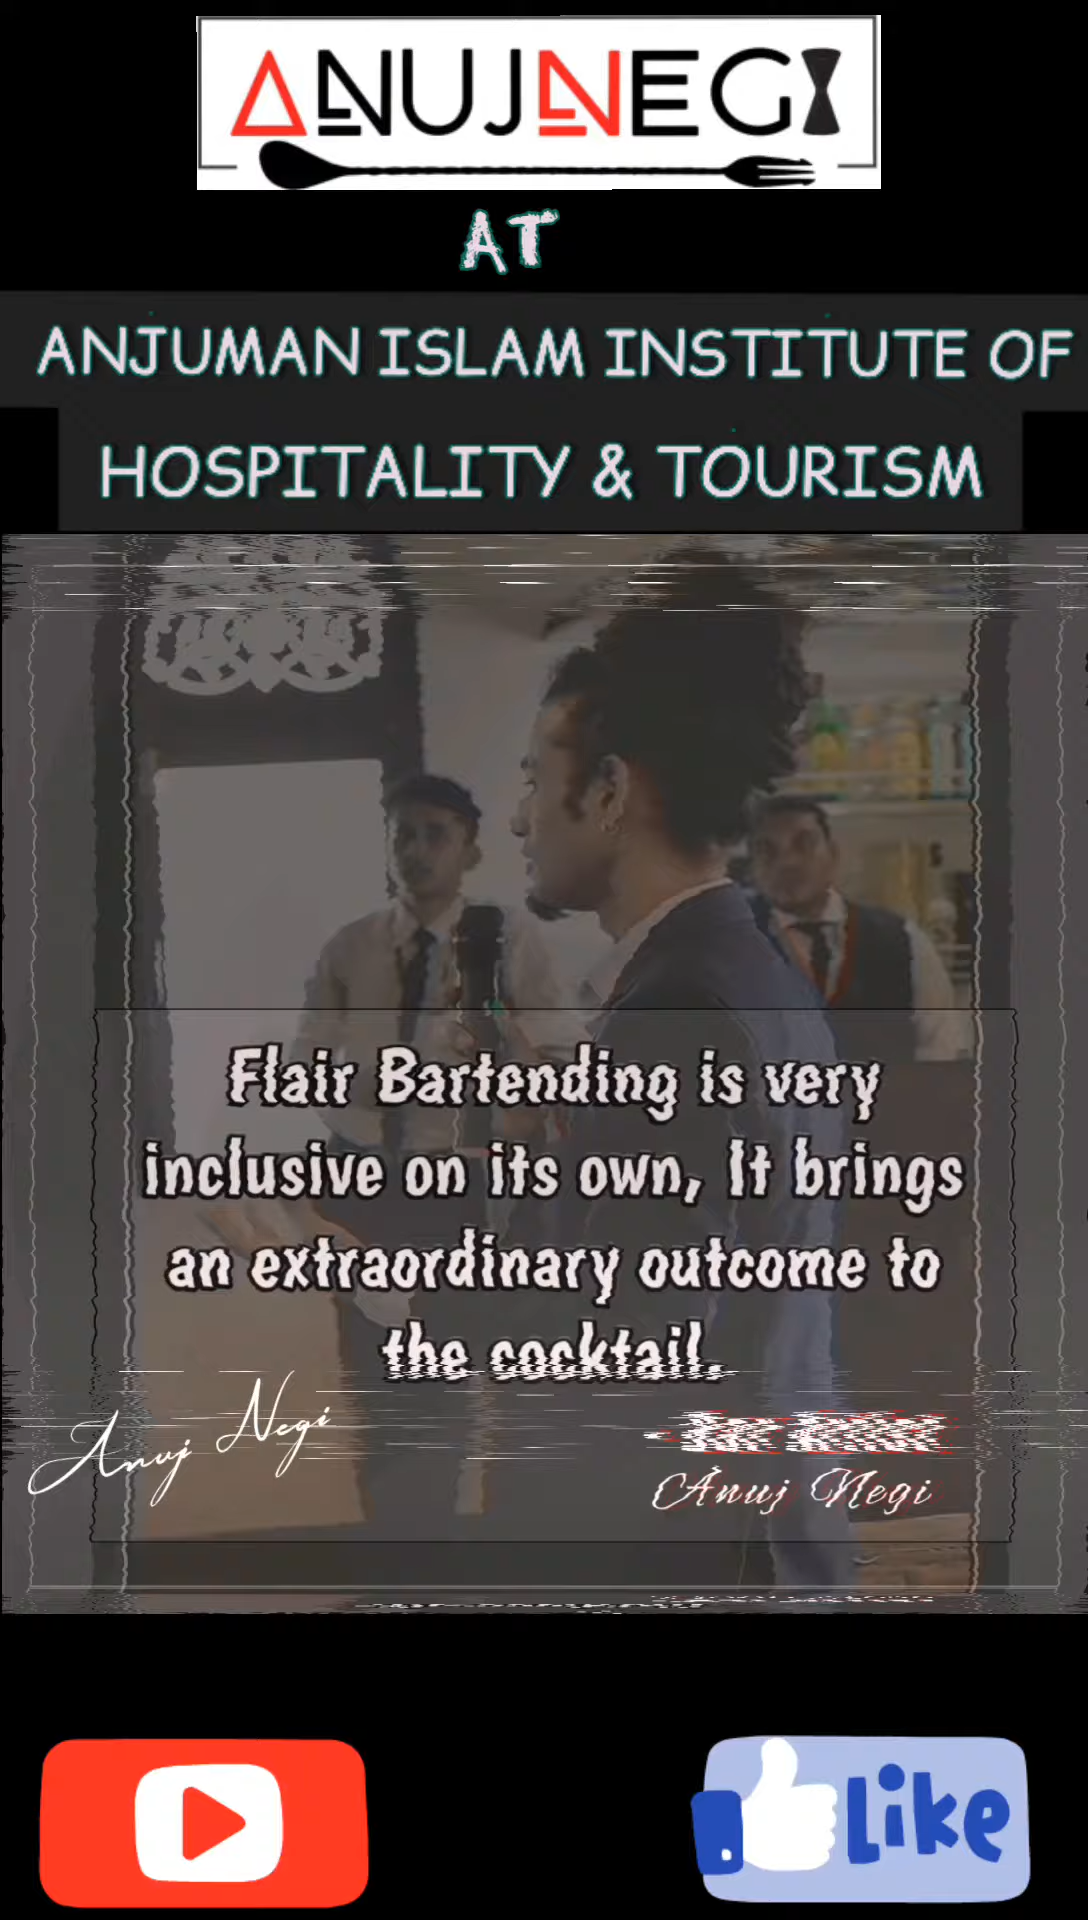 ANUJNEGI
AT
ANJUMAN ISLAM INSTITUTE OF
HOSPITALITY & TOURISM
Flair Bartending is very
inclusive on its own, It brings
an extraordinary outcome to
the cocktail.
Anuj Negi
Anuj Negi
Like